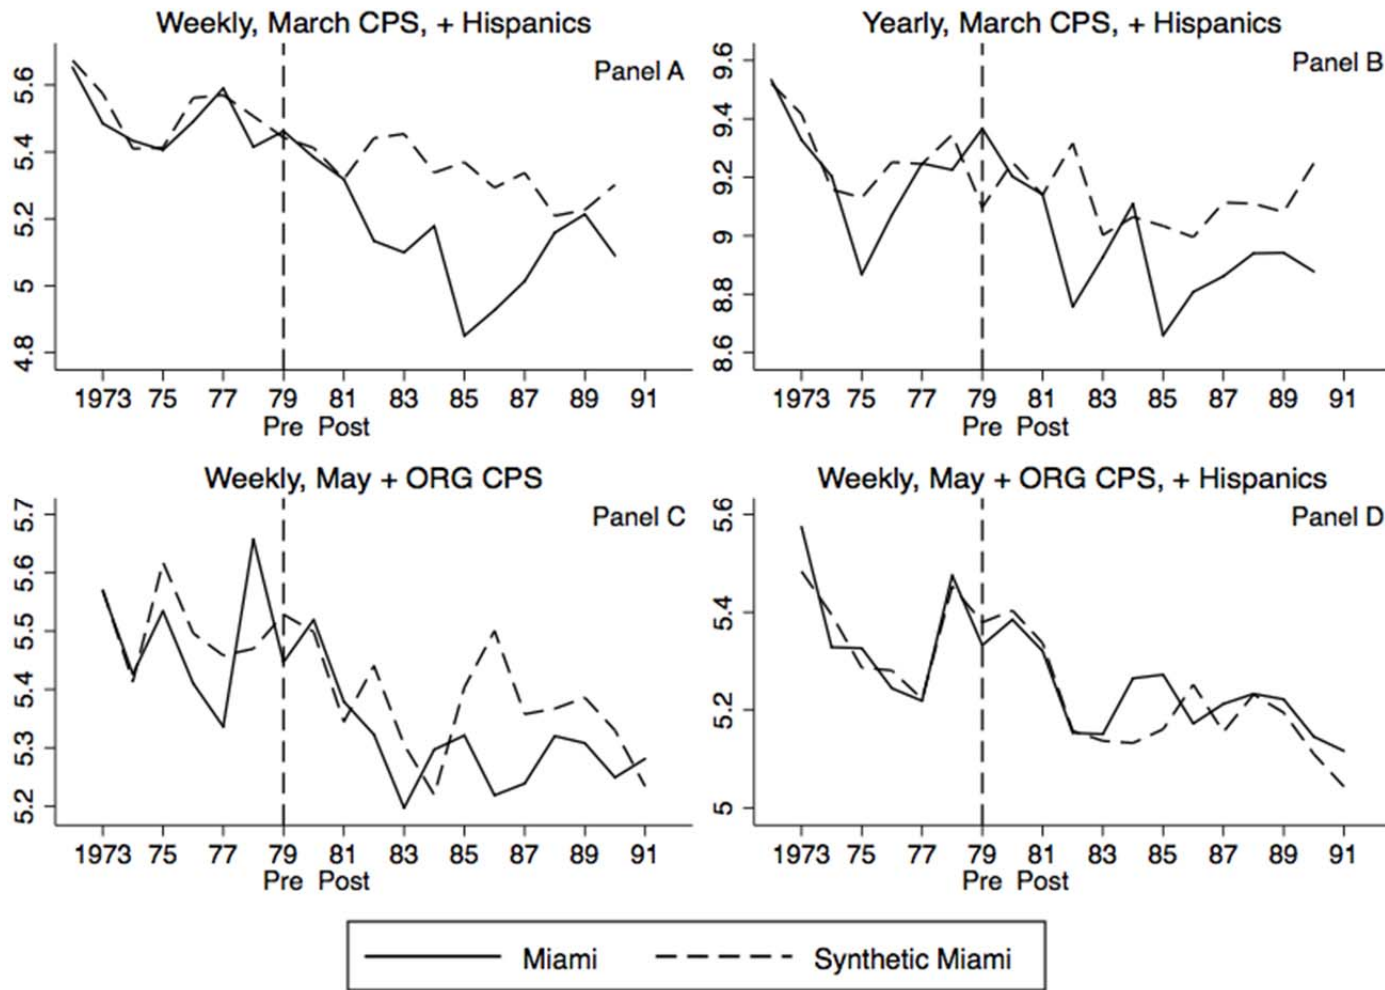 Weekly, March CPS, + Hispanics
Panel A
5.6
5.4
5.2
5
4.8
1973 75 77 79 81 83 85 87 89 91
Pre Post
Yearly, March CPS, + Hispanics
Panel B
9.6
9.4
9.2
9
8.8
8.6
1973 75 77 79 81 83 85 87 89 91
Pre Post
Weekly, May + ORG CPS
Panel C
5.7
5.6
5.5
5.4
5.3
5.2
1973 75 77 79 81 83 85 87 89 91
Pre Post
Weekly, May + ORG CPS, + Hispanics
Panel D
5.6
5.4
5.2
5
1973 75 77 79 81 83 85 87 89 91
Pre Post
Miami Synthetic Miami